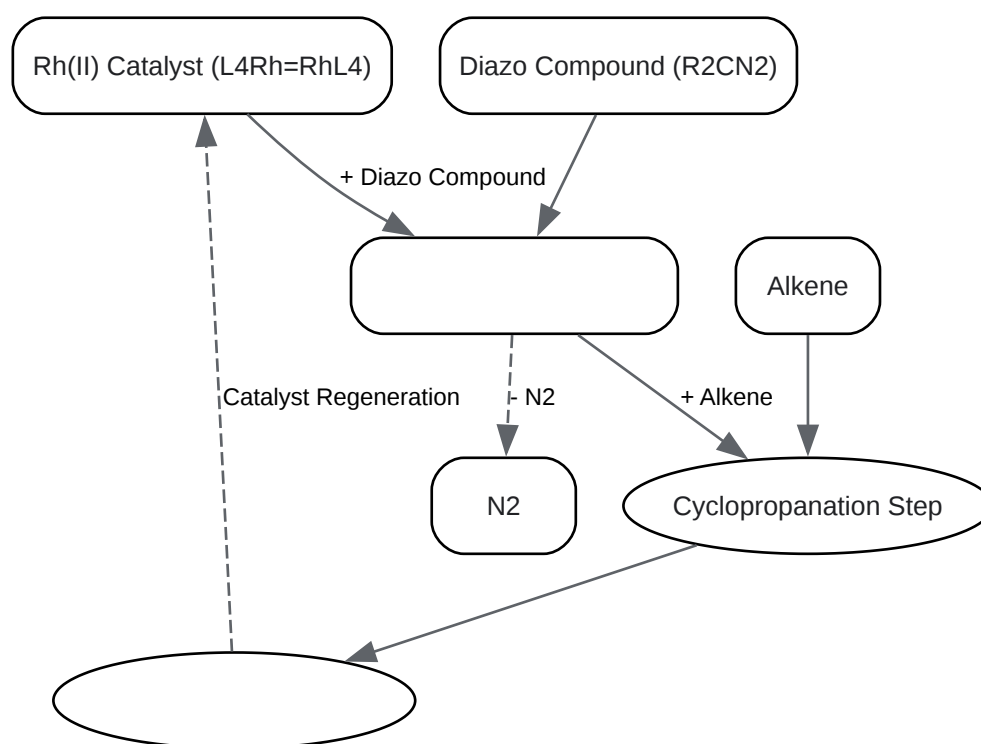 Rh(II) Catalyst (L4Rh=RhL4)
Diazo Compound (R2CN2)
+ Diazo Compound
Alkene
Catalyst Regeneration
- N2
+ Alkene
N2
Cyclopropanation Step